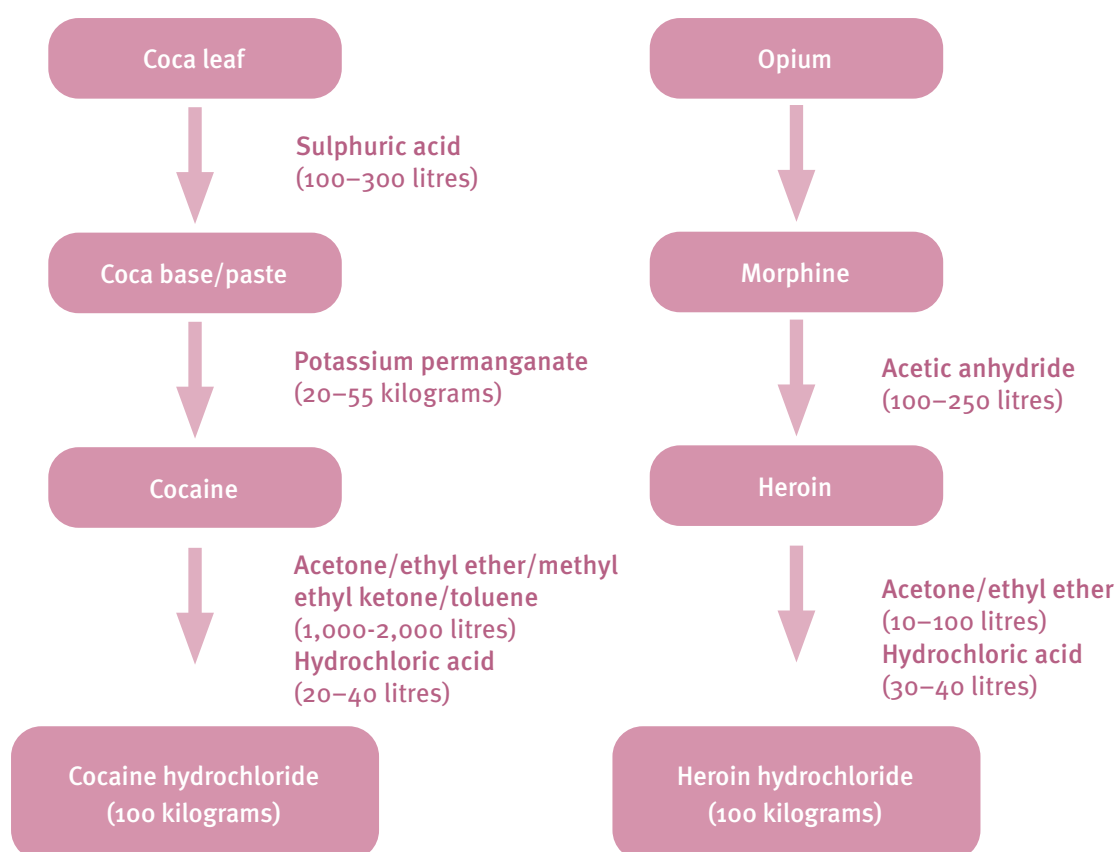 Coca leaf
Sulphuric acid
(100–300 litres)
Coca base/paste
Potassium permanganate
(20–55 kilograms)
Cocaine
Acetone/ethyl ether/methyl
ethyl ketone/toluene
(1,000-2,000 litres)
Hydrochloric acid
(20–40 litres)
Cocaine hydrochloride
(100 kilograms)
Opium
Morphine
Acetic anhydride
(100–250 litres)
Heroin
Acetone/ethyl ether
(10–100 litres)
Hydrochloric acid
(30–40 litres)
Heroin hydrochloride
(100 kilograms)